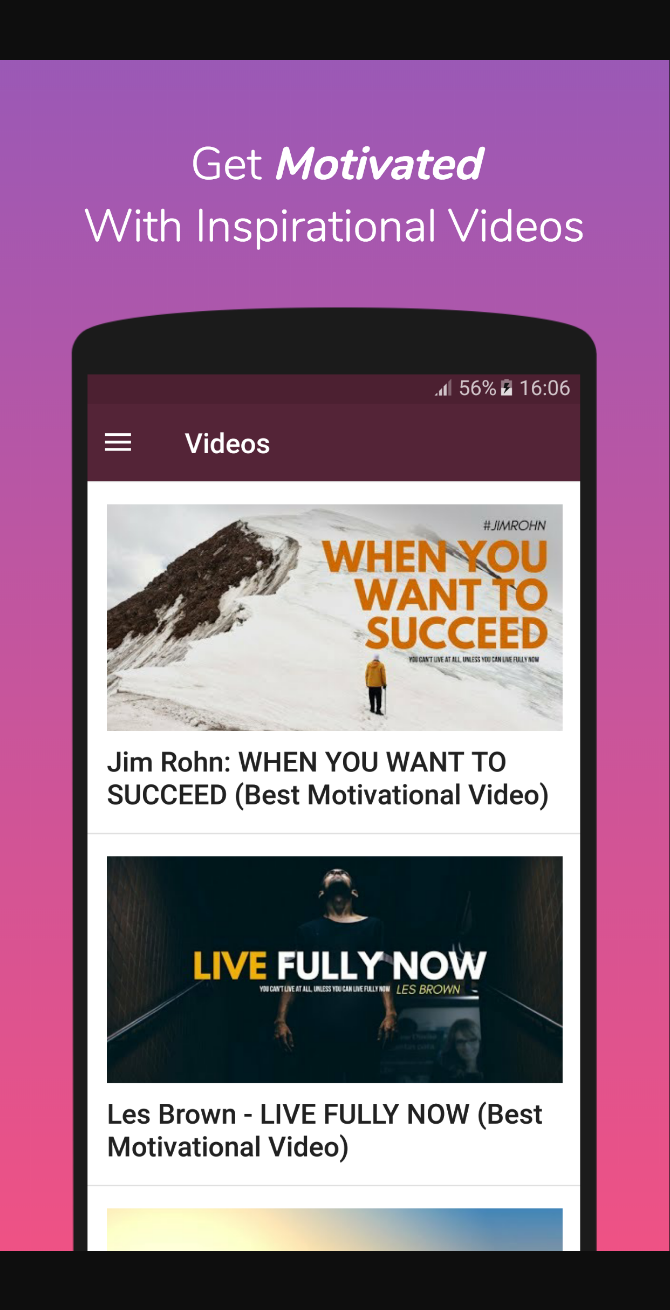 Get Motivated
With Inspirational Videos
56% 16:06
Videos
#JIMROHN
WHEN YOU
WANT TO
SUCCEED
YOU CAN'T LIVE AT ALL, UNLESS YOU CAN LIVE FULLY NOW
Jim Rohn: WHEN YOU WANT TO
SUCCEED (Best Motivational Video)
LIVE FULLY NOW
YOU CAN'T LIVE AT ALL, UNLESS YOU CAN LIVE FULLY NOW LES BROWN
Les Brown - LIVE FULLY NOW (Best
Motivational Video)